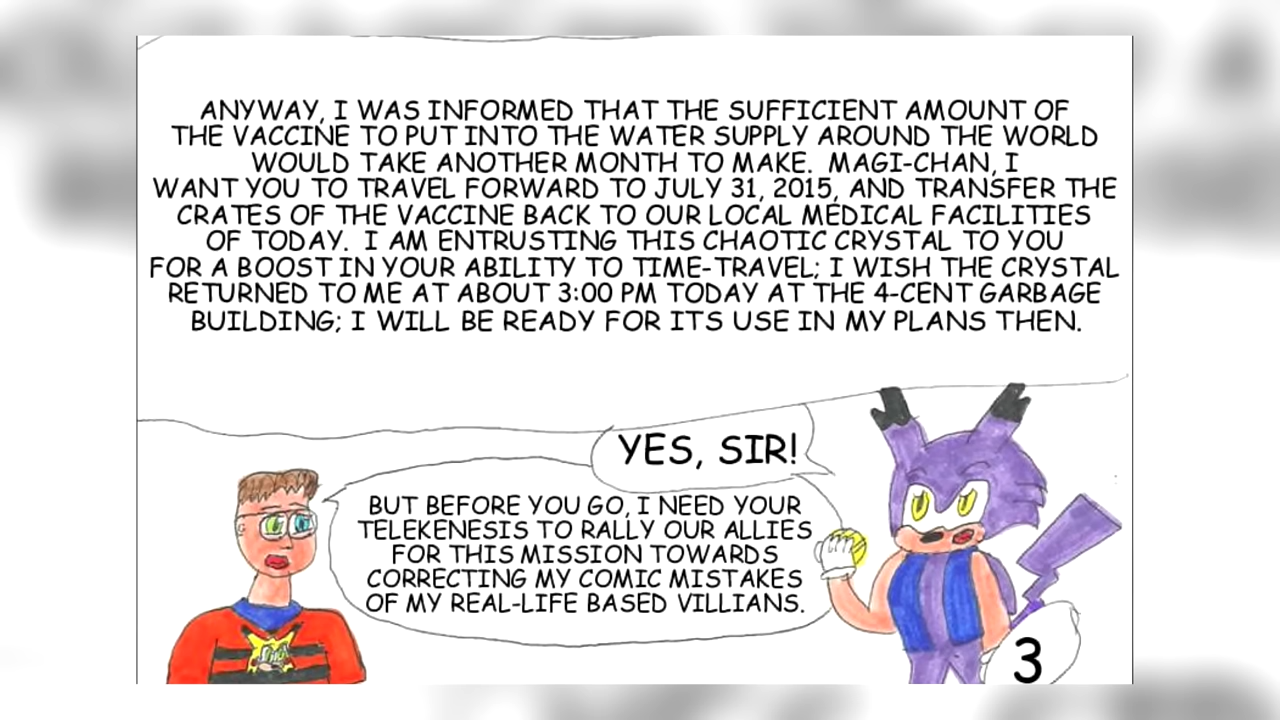 ANYWAY, I WAS INFORMED THAT THE SUFFICIENT AMOUNT OF
THE VACCINE TO PUT INTO THE WATER SUPPLY AROUND THE WORLD
WOULD TAKE ANOTHER MONTH TO MAKE. MAGI-CHAN, I
WANT YOU TO TRAVEL FORWARD TO JULY 31, 2015, AND TRANSFER THE
CRATES OF THE VACCINE BACK TO OUR LOCAL MEDICAL FACILITIES
OF TODAY. I AM ENTRUSTING THIS CHAOTIC CRYSTAL TO YOU
FOR A BOOST IN YOUR ABILITY TO TIME-TRAVEL; I WISH THE CRYSTAL
RETURNED TO ME AT ABOUT 3:00 PM TODAY AT THE 4-CENT GARBAGE
BUILDING; I WILL BE READY FOR ITS USE IN MY PLANS THEN.
YES, SIR!
BUT BEFORE YOU GO, I NEED YOUR
TELEKENESIS TO RALLY OUR ALLIES
FOR THIS MISSION TOWARDS
CORRECTING MY COMIC MISTAKES
OF MY REAL-LIFE BASED VILLIANS.
3